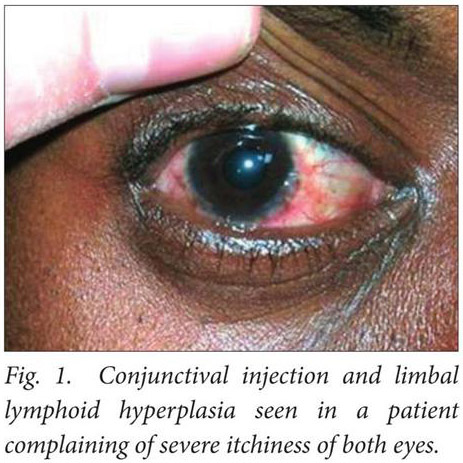 Fig. 1. Conjunctival injection and limbal
lymphoid hyperplasia seen in a patient
complaining of severe itchiness of both eyes.